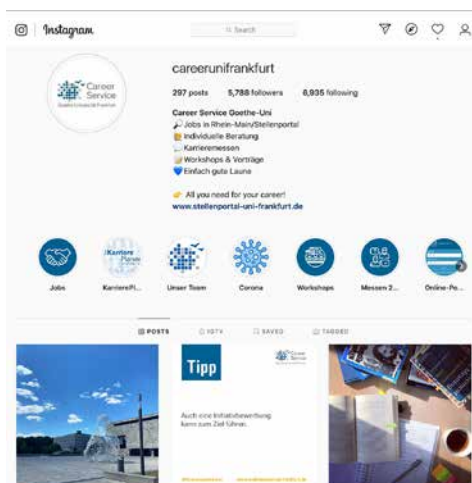 Instagram
Search
careerunifrankfurt
297 posts 5,788 followers 6,935 following
Career Service Goethe-Uni
Jobs in Rhein-Main/Stellenportal
Individuelle Beratung
Karrieremessen
Workshops & Vorträge
Einfach gute Laune
All you need for your career!
www.stellenportal-uni-frankfurt.de
Career
Service
Karriere
Jobs KarrierePl... Unser Team Corona Workshops Messen 2... Online-Po...
POSTS IGTV SAVED TAGGED
Tipp
Career
Service
Auch eine Initiativbewerbung
kann zum Ziel führen.